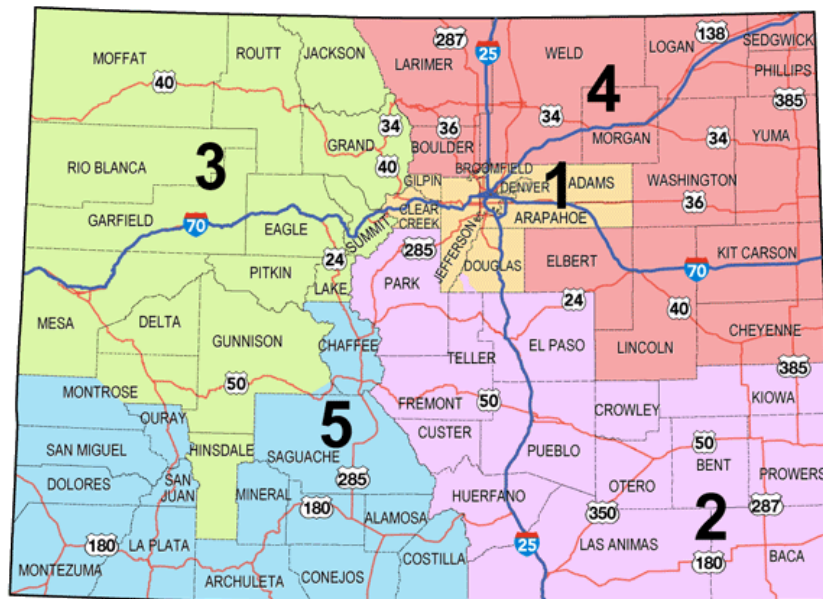 MOFFAT
ROUTT
JACKSON
LARIMER
287
25
WELD
LOGAN
138
SEDGWICK
PHILLIPS
40
385
4
34
GRAND
34
36
BOULDER
MORGAN
34
YUMA
RIO BLANCA
3
40
BROOMFIELD
GILPIN
DENVER
1
ADAMS
WASHINGTON
36
GARFIELD
70
EAGLE
SUMMIT
CLEAR
CREEK
JEFFERSON
ARAPAHOE
285
24
PITKIN
LAKE
PARK
DOUGLAS
ELBERT
70
KIT CARSON
24
40
MESA
DELTA
GUNNISON
CHAFFEE
TELLER
EL PASO
LINCOLN
CHEYENNE
385
MONTROSE
50
FREMONT
50
CROWLEY
KIOWA
OURAY
5
CUSTER
HINSDALE
SAGUACHE
PUEBLO
50
BENT
SAN MIGUEL
DOLORES
SAN
JUAN
MINERAL
285
180
HUERFANO
OTERO
PROWERS
ALAMOSA
350
2
287
180
LA PLATA
25
LAS ANIMAS
180
BACA
MONTEZUMA
ARCHULETA
CONEJOS
COSTILLA